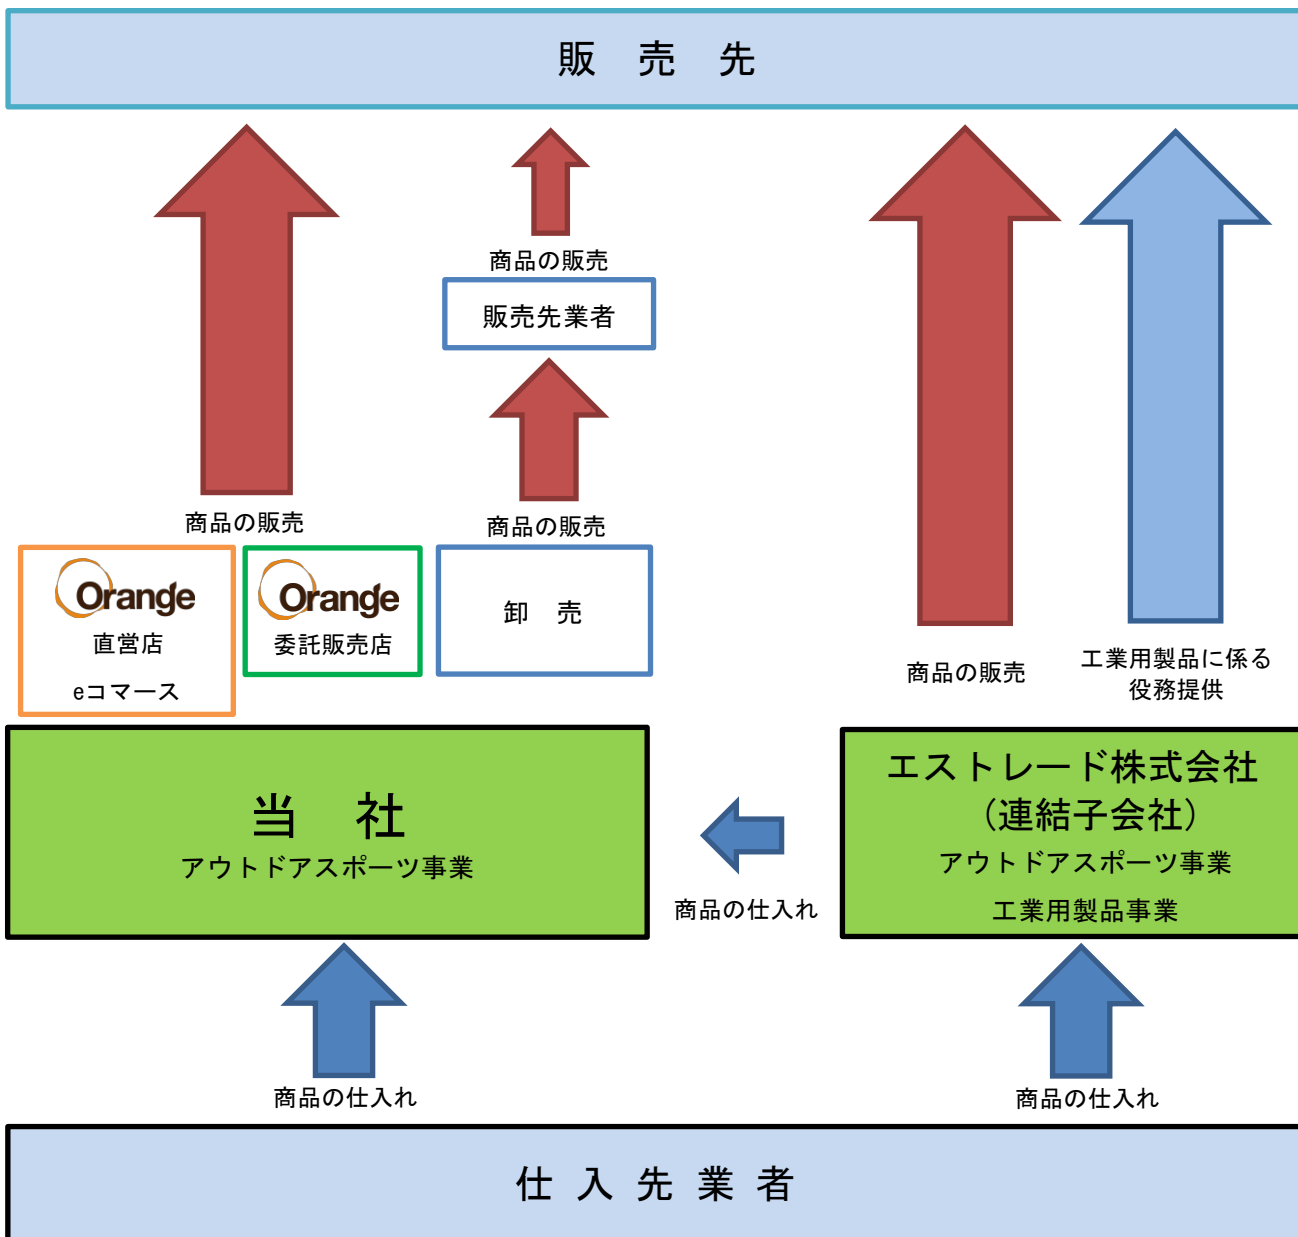 販 売 先
商品の販売
販売先業者
商品の販売
商品の販売
Orange
直営店
eコマース
Orange
委託販売店
卸 売
商品の販売
工業用製品に係る
役務提供
当 社
アウトドアスポーツ事業
商品の仕入れ
エストレード株式会社
(連結子会社)
アウトドアスポーツ事業
工業用製品事業
商品の仕入れ
商品の仕入れ
仕 入 先 業 者